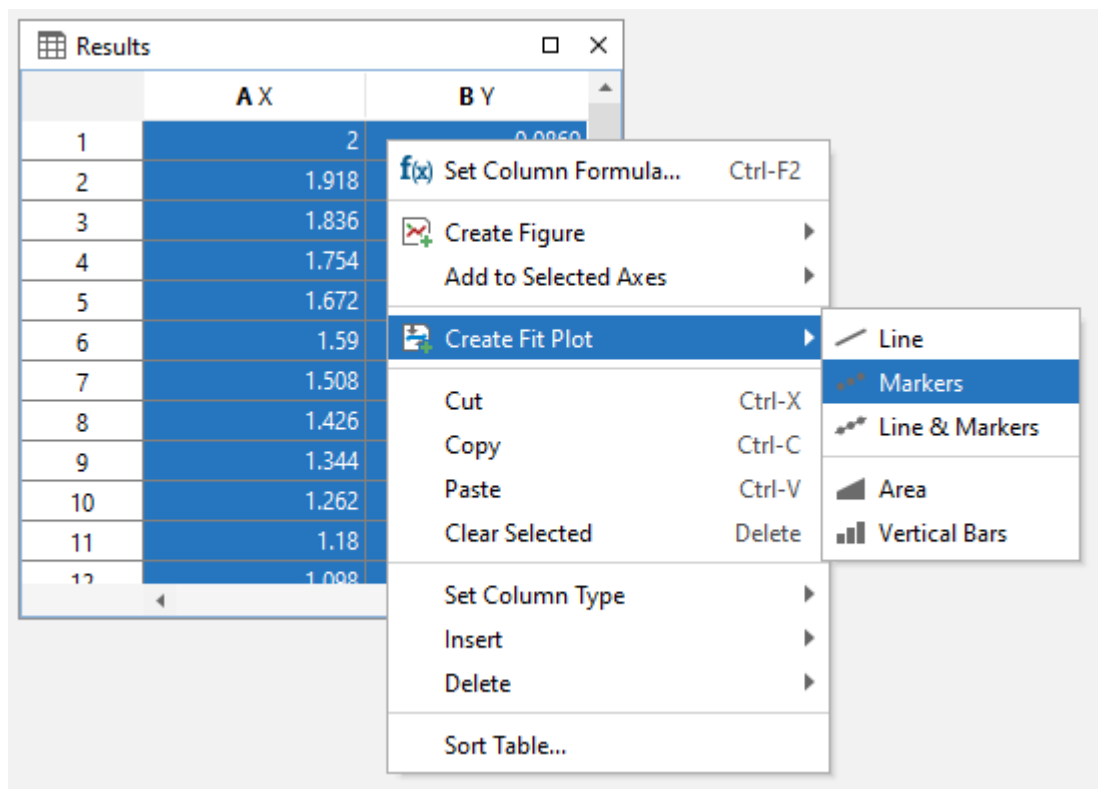 Results
A X B Y
1 2
2 1.918
3 1.836
4 1.754
5 1.672
6 1.59
7 1.508
8 1.426
9 1.344
10 1.262
11 1.18
12 1.098
f(x) Set Column Formula... Ctrl-F2
Create Figure
Add to Selected Axes
Create Fit Plot
Cut Ctrl-X
Copy Ctrl-C
Paste Ctrl-V
Clear Selected Delete
Set Column Type
Insert
Delete
Sort Table...
Line
Markers
Line & Markers
Area
Vertical Bars